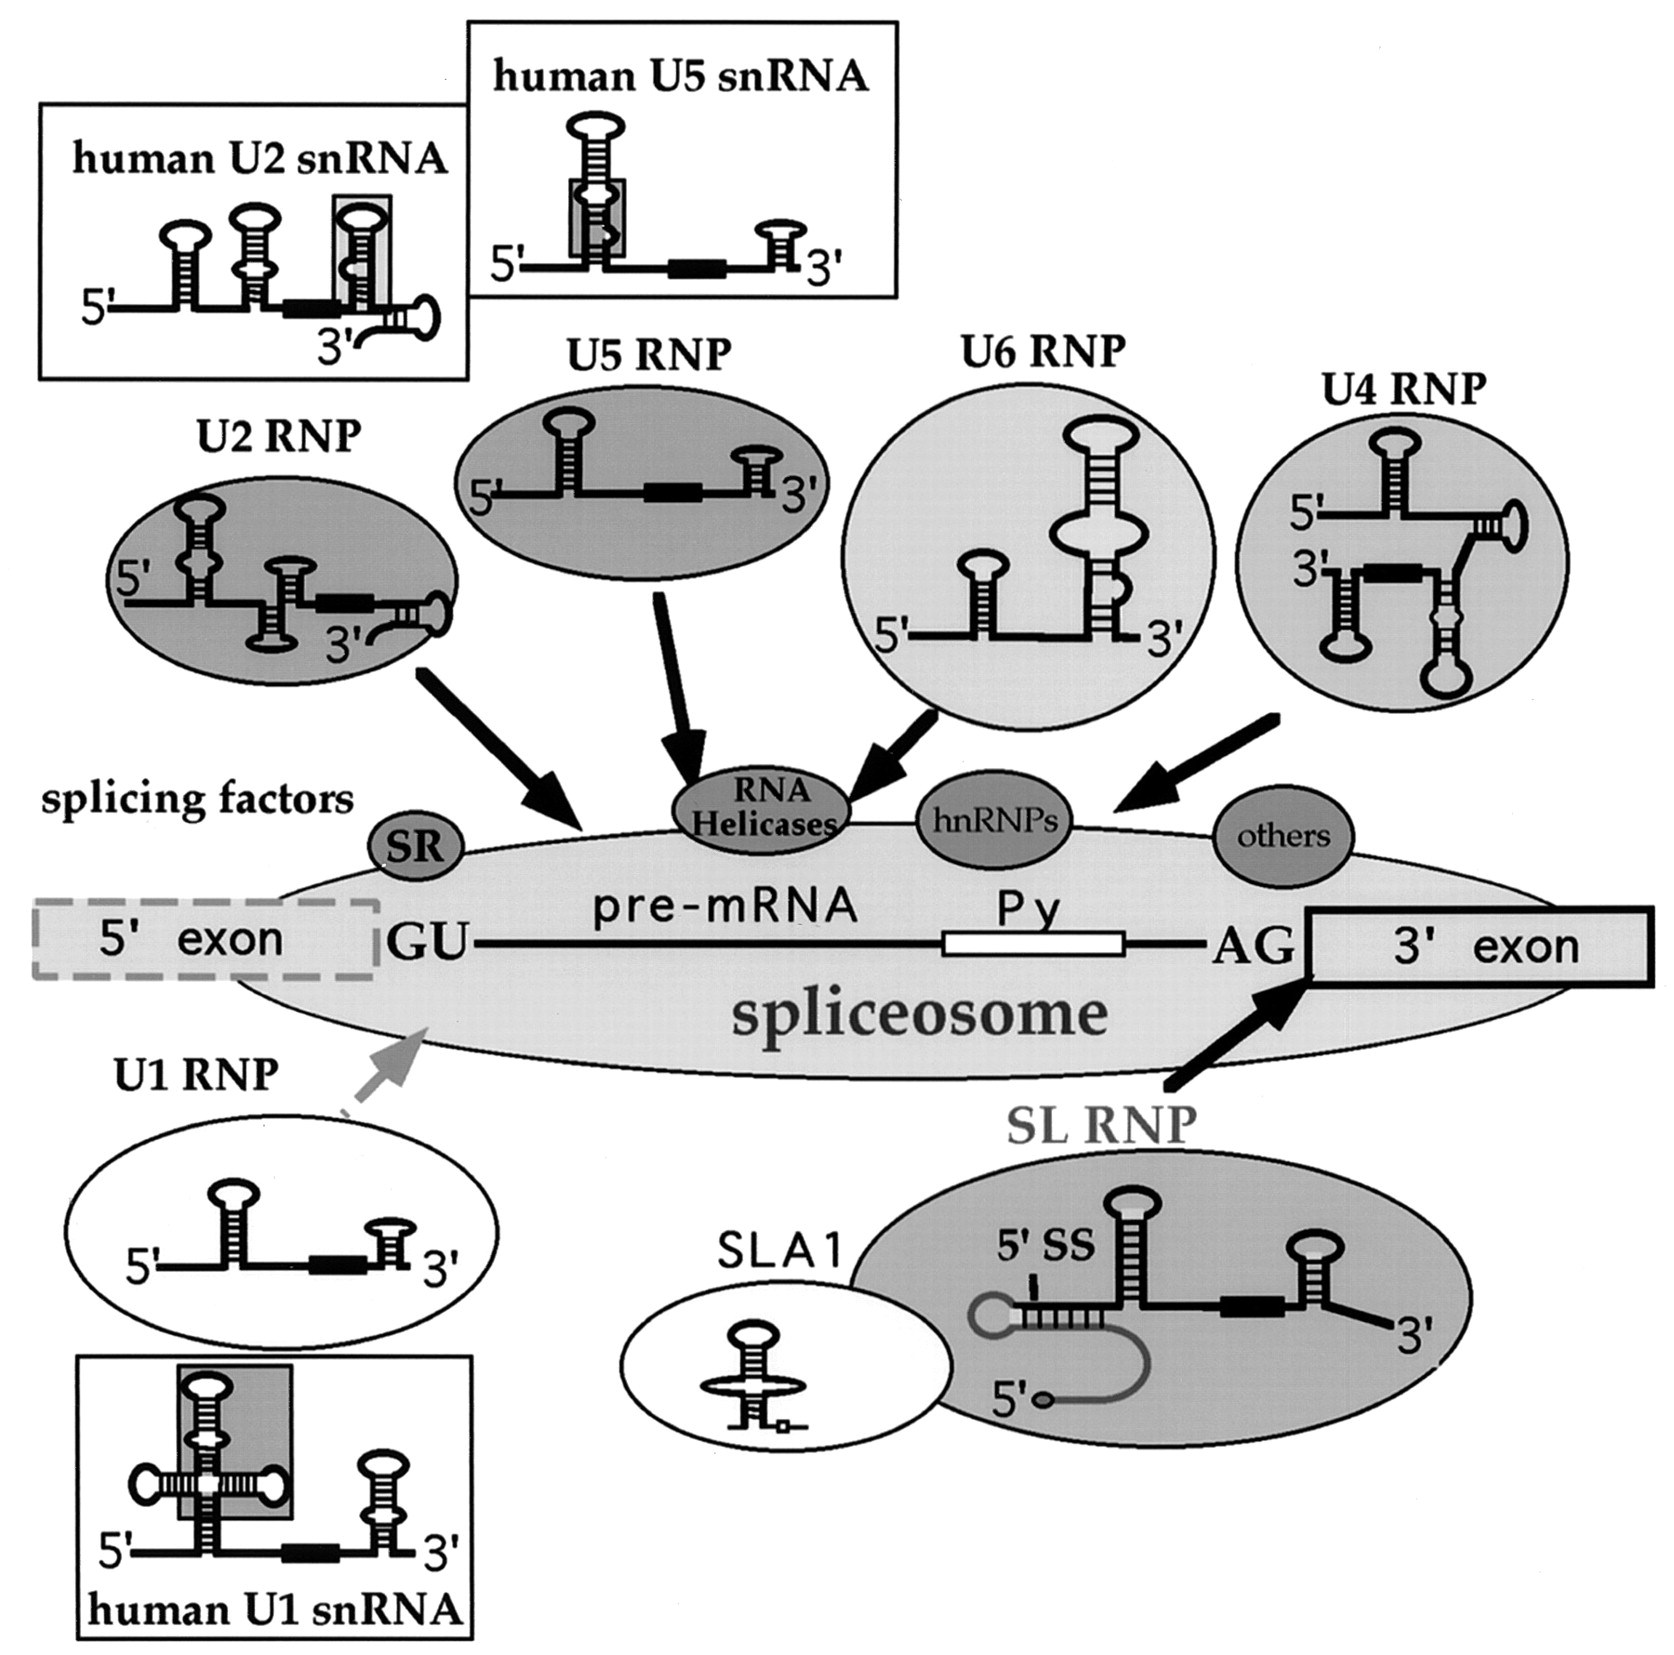 human U5 snRNA
5'
3'
human U2 snRNA
5'
3'
U5 RNP
5'
3'
U6 RNP
5'
3'
U4 RNP
5'
3'
U2 RNP
5'
3'
splicing factors
SR
RNA
Helicases
hnRNPs
others
5' exon
GU
pre-mRNA
Py
AG
3' exon
spliceosome
U1 RNP
5'
3'
SL RNP
5' SS
3'
5'
SLA1
5'
3'
human U1 snRNA